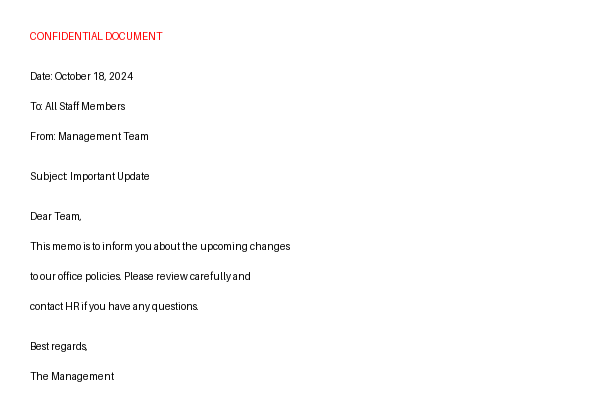 CONFIDENTIAL DOCUMENT
Date: October 18, 2024
To: All Staff Members
From: Management Team
Subject: Important Update
Dear Team,
This memo is to inform you about the upcoming changes
to our office policies. Please review carefully and
contact HR if you have any questions.
Best regards,
The Management